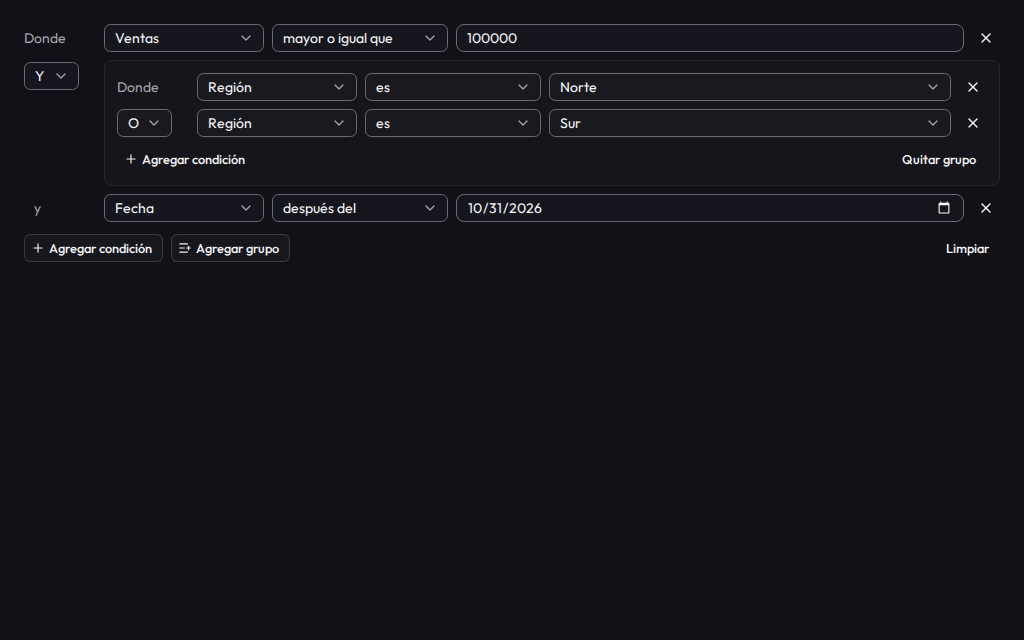 Donde Ventas mayor o igual que 100000
Y
Donde Región es Norte
O Región es Sur
Agregar condición Quitar grupo
y Fecha después del 10/31/2026
Agregar condición Agregar grupo Limpiar